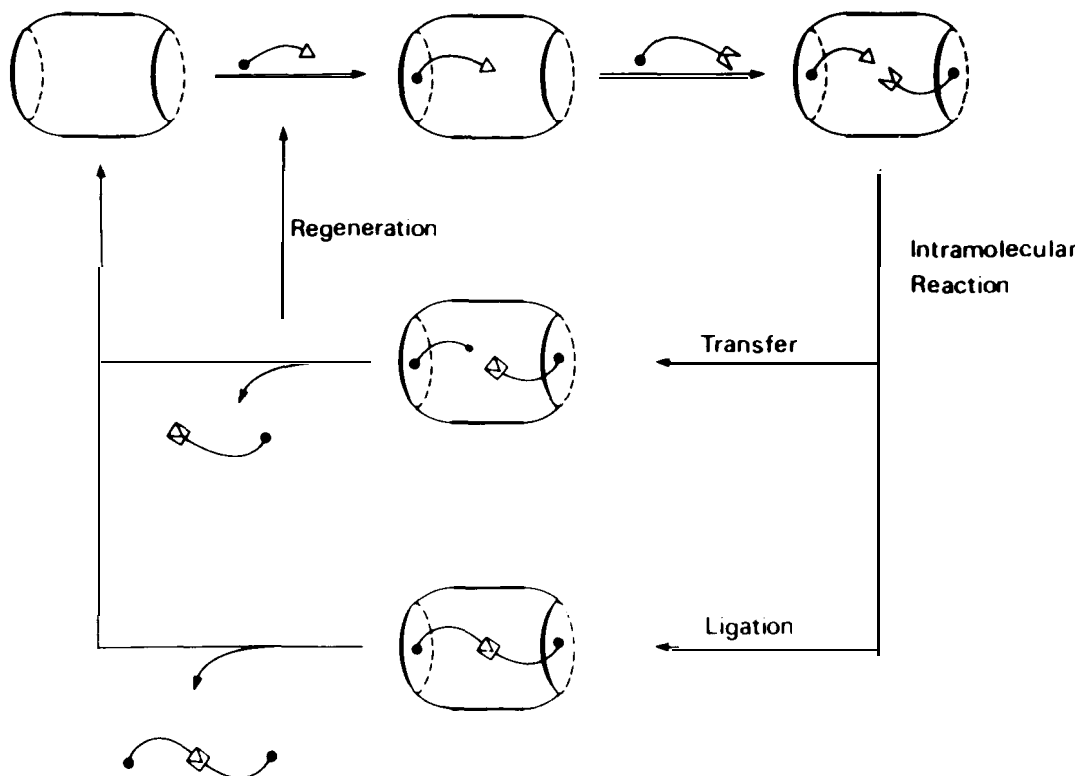 Regeneration
Intramolecular
Reaction
Transfer
Ligation